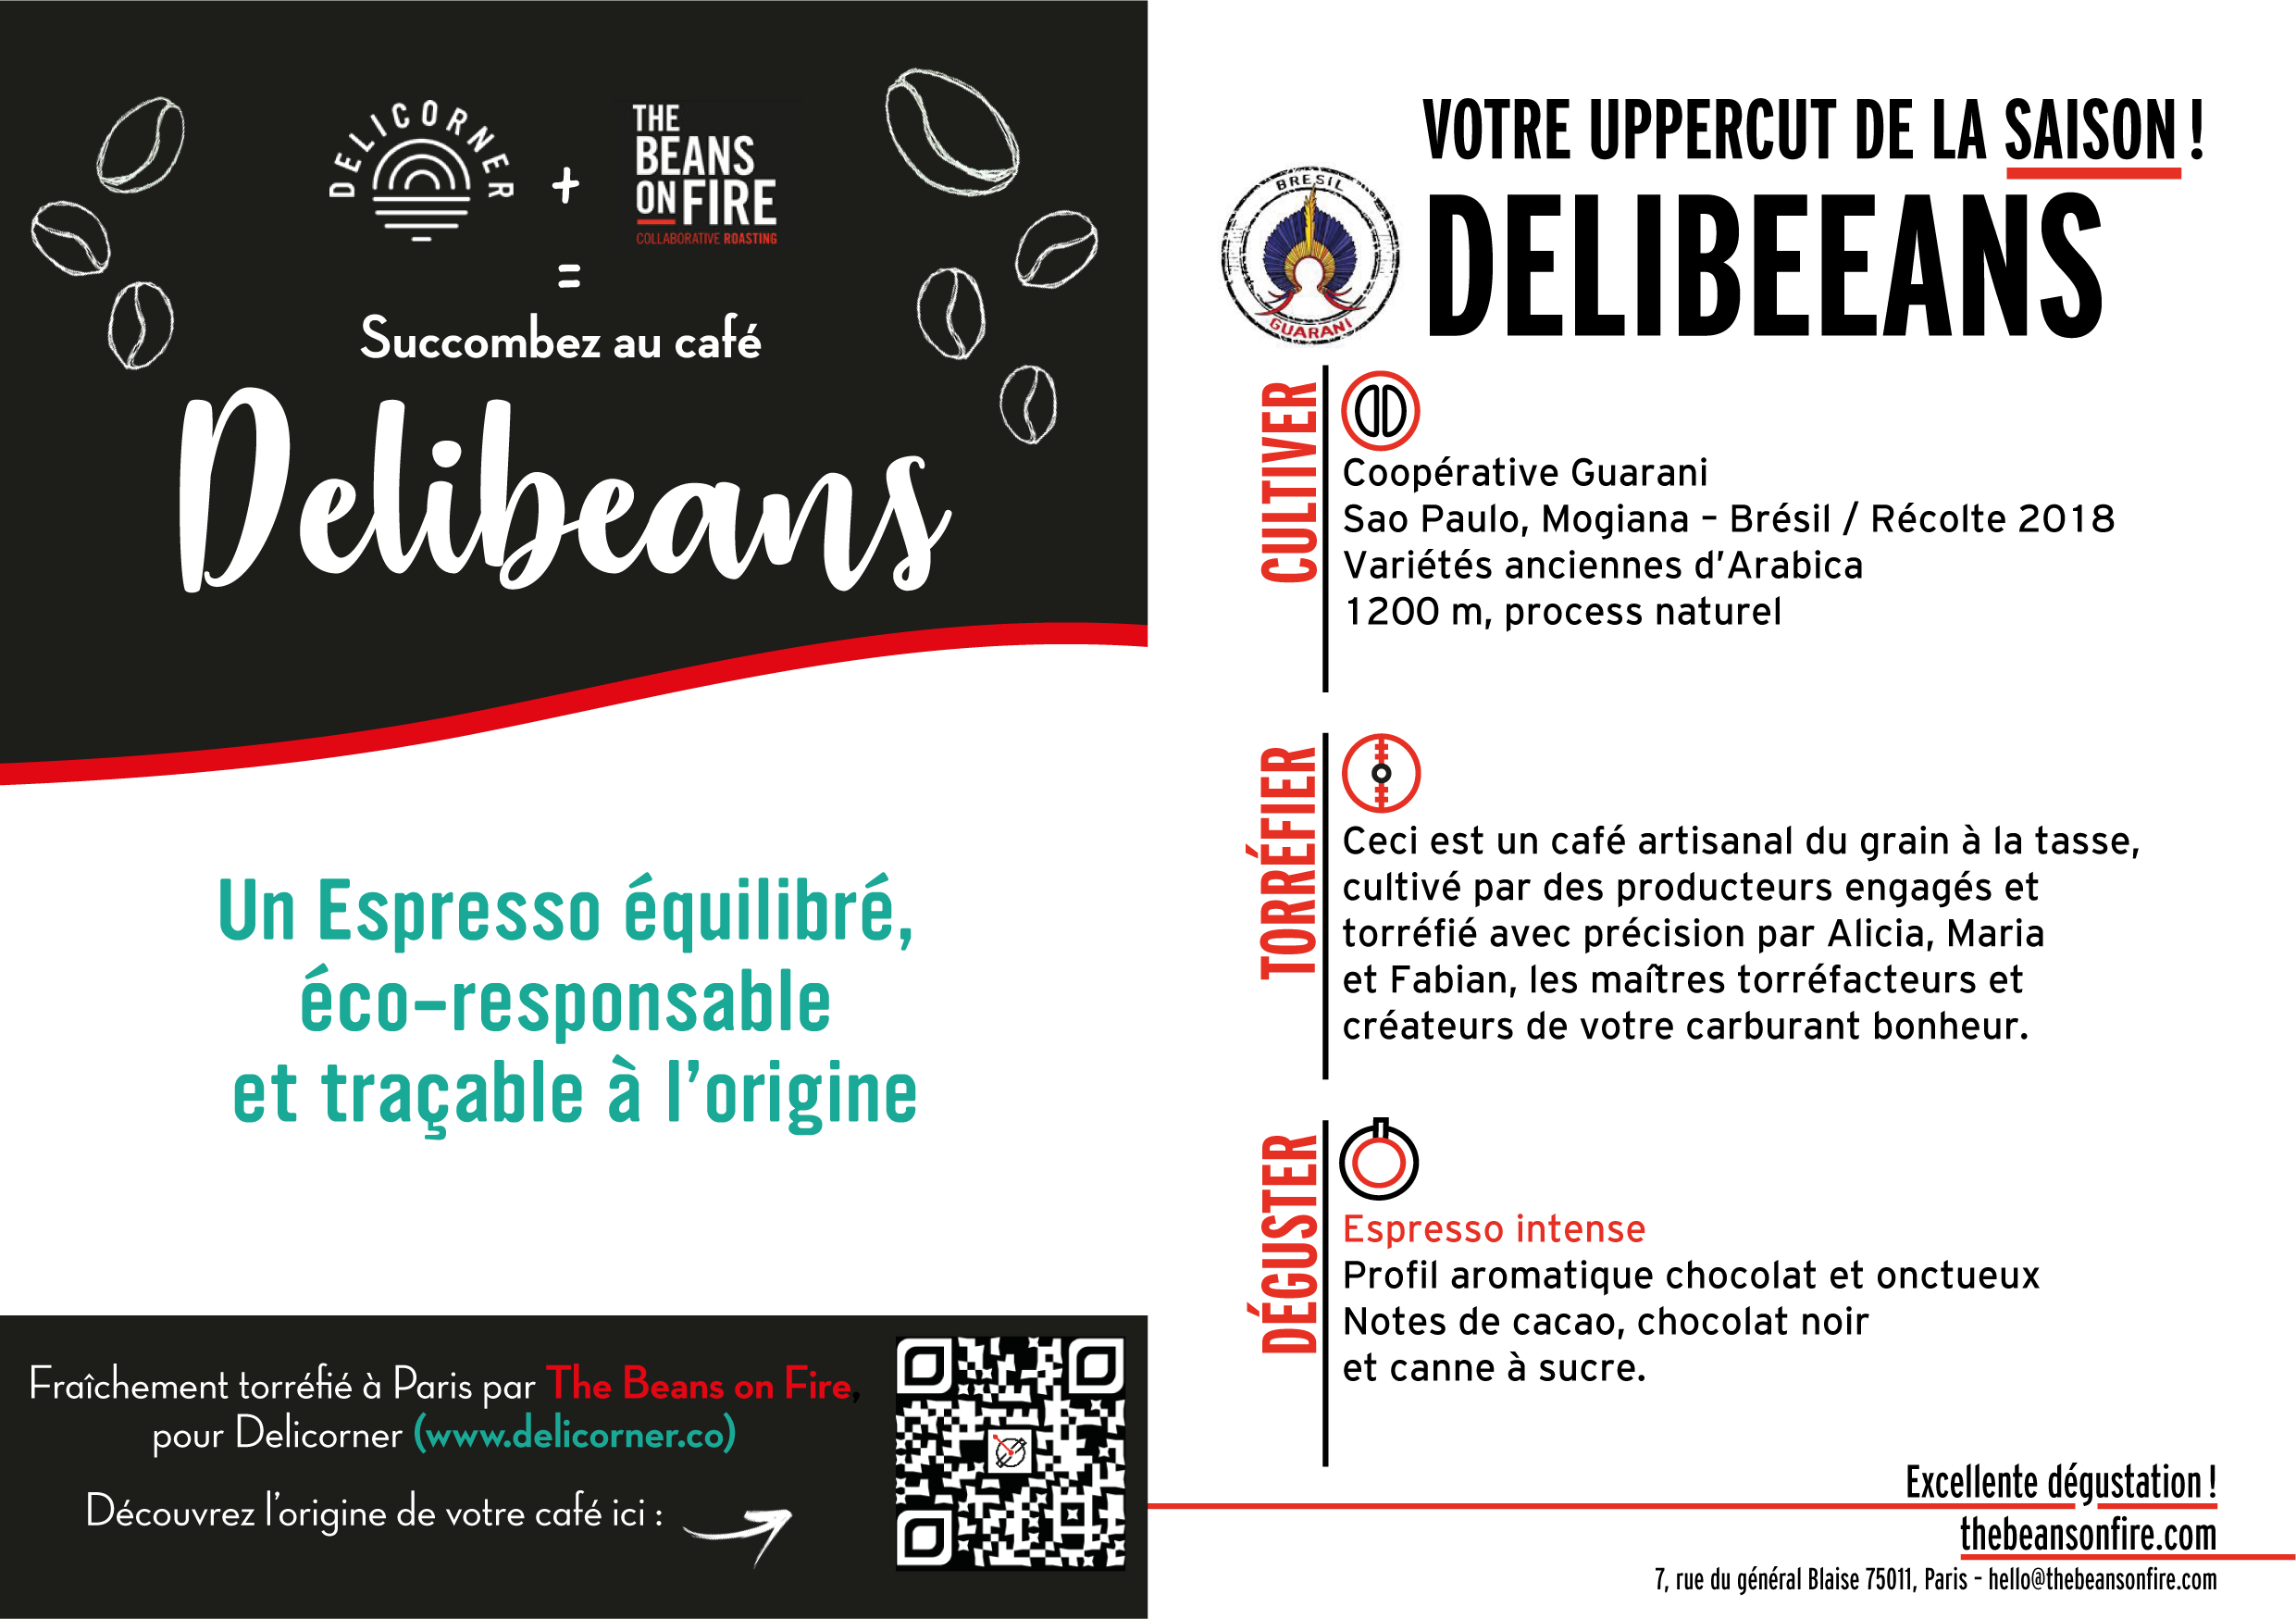 DELICORNER
+
THE
BEANS
ON FIRE
COLLABORATIVE ROASTING
=
Succombez au café
Delibeans
Un Espresso équilibré,
éco-responsable
et traçable à l'origine
Fraîchement torréfié à Paris par The Beans on Fire,
pour Delicorner (www.delicorner.co)
Découvrez l'origine de votre café ici :
VOTRE UPPERCUT DE LA SAISON !
DELIBEEANS
BRESIL
GUARANI
CULTIVER
Coopérative Guarani
Sao Paulo, Mogiana – Brésil / Récolte 2018
Variétés anciennes d'Arabica
1200 m, process naturel
TORRÉFIER
Ceci est un café artisanal du grain à la tasse,
cultivé par des producteurs engagés et
torréfié avec précision par Alicia, Maria
et Fabian, les maîtres torréfacteurs et
créateurs de votre carburant bonheur.
DÉGUSTER
Espresso intense
Profil aromatique chocolat et onctueux
Notes de cacao, chocolat noir
et canne à sucre.
Excellente dégustation !
thebeansonfire.com
7, rue du général Blaise 75011, Paris - hello@thebeansonfire.com